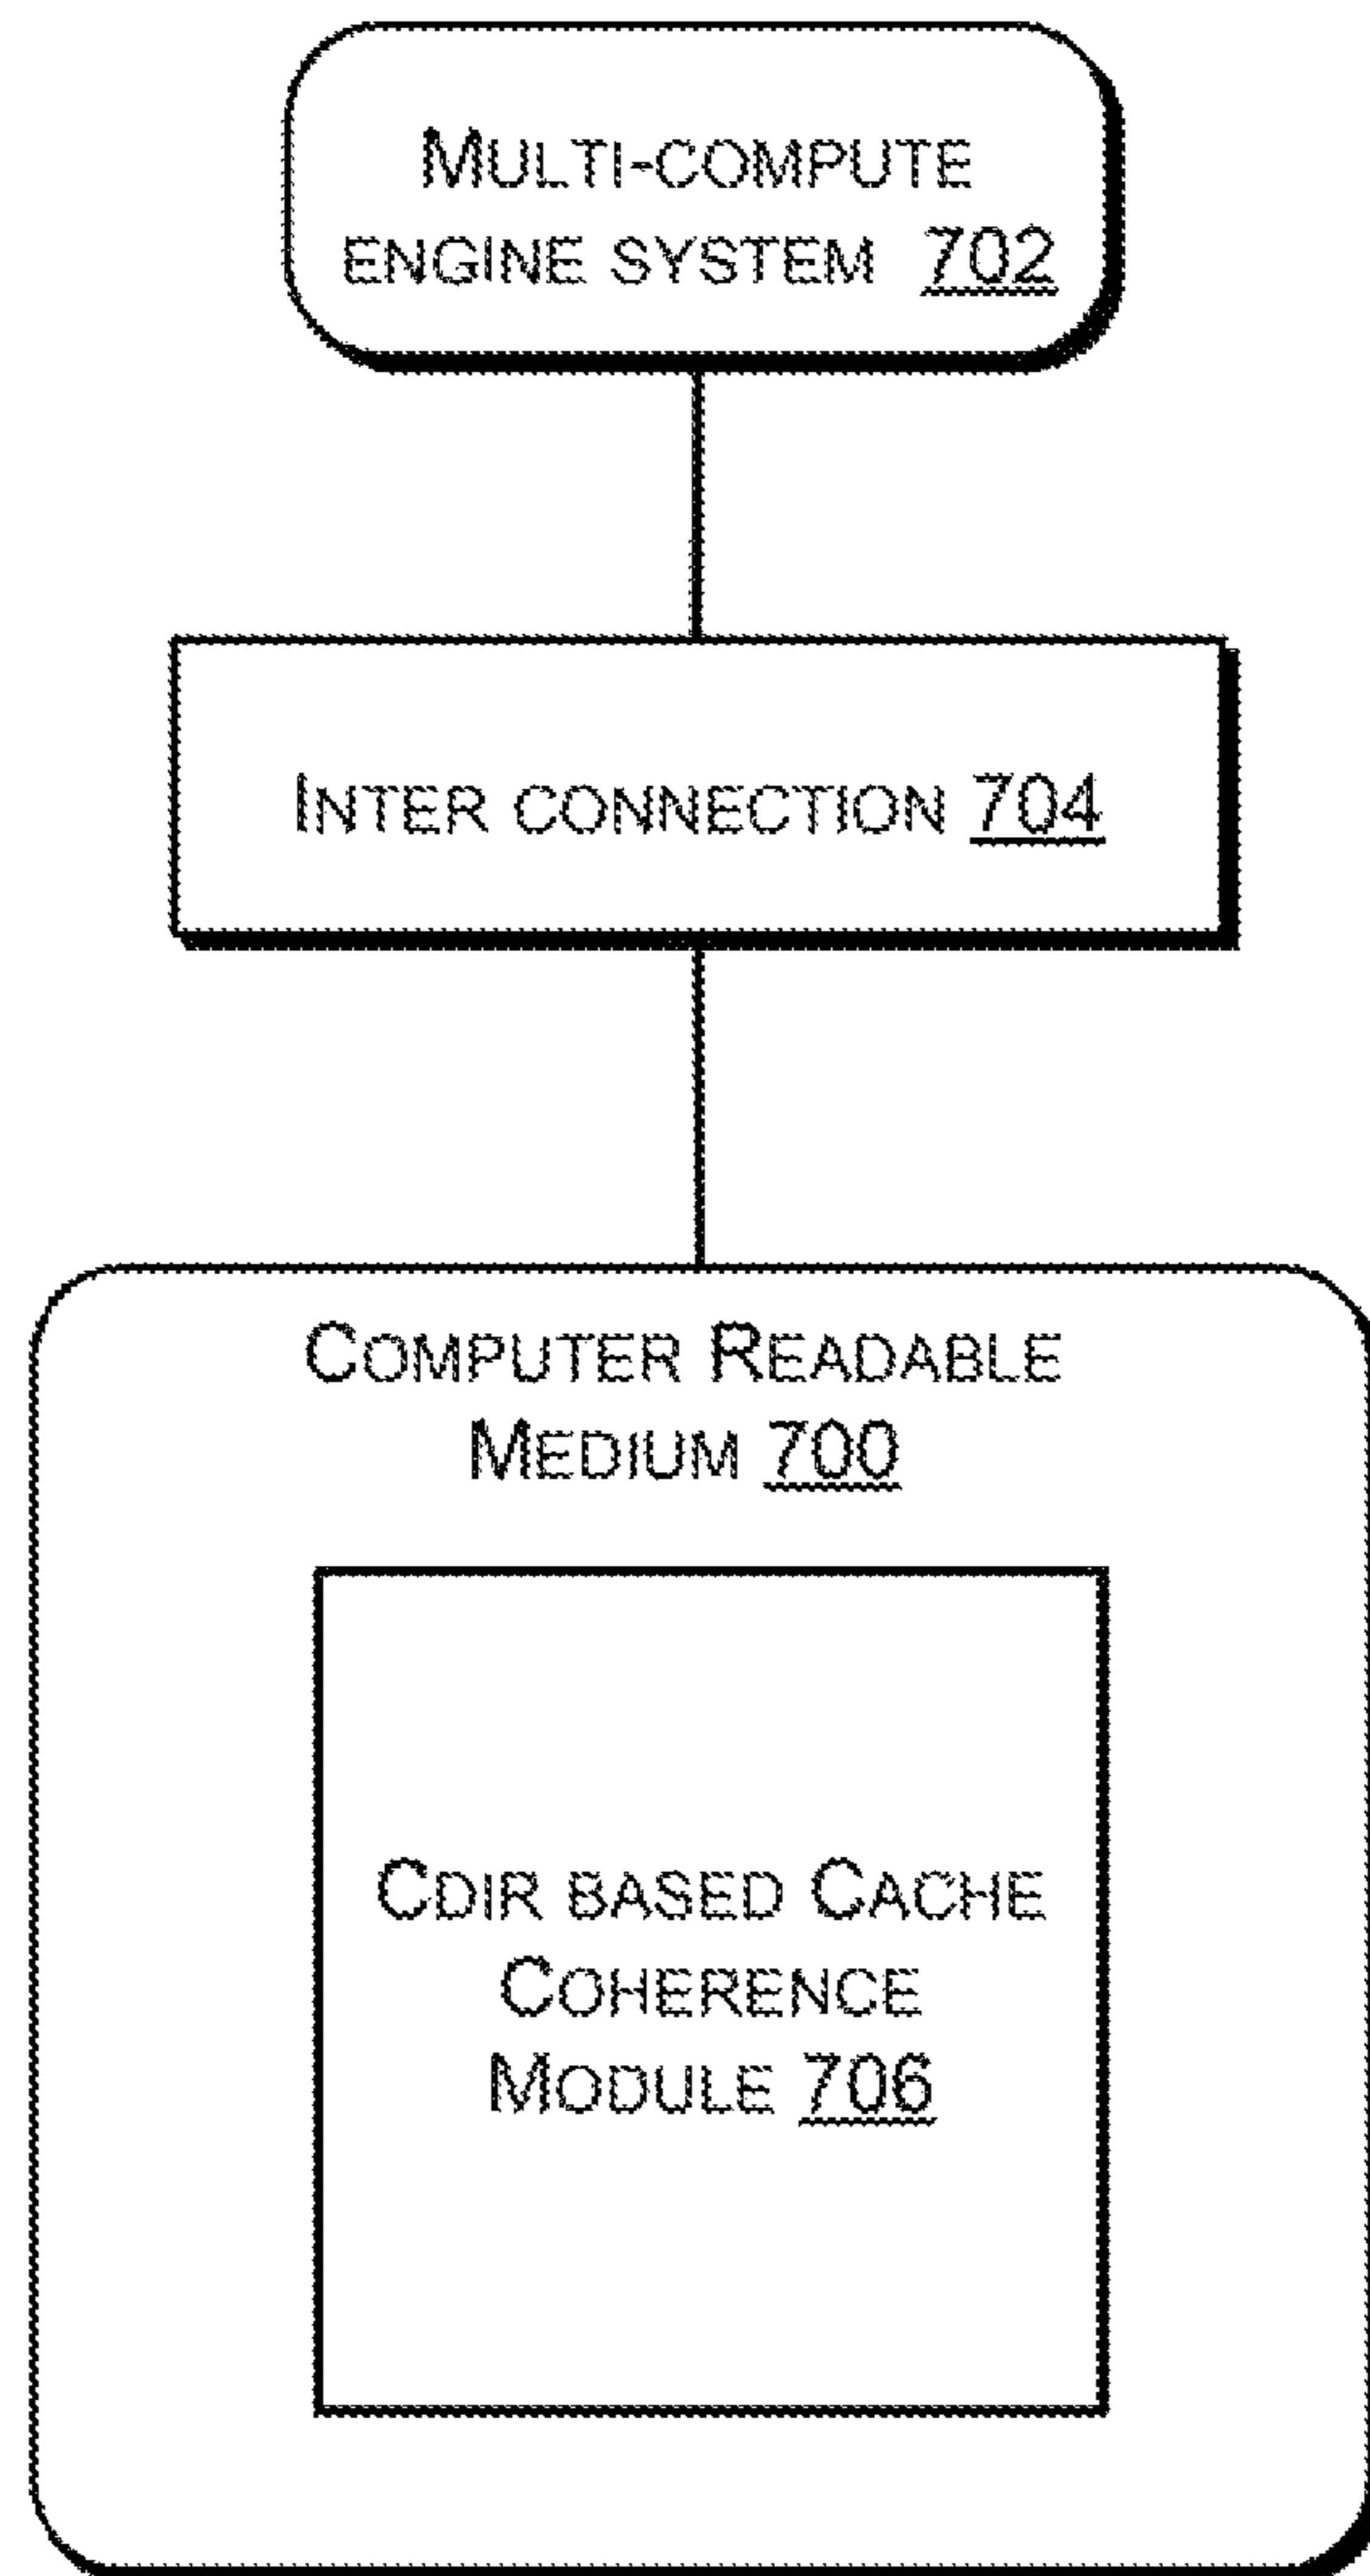 MULTI-COMPUTE
ENGINE SYSTEM 702
INTER CONNECTION 704
COMPUTER READABLE
MEDIUM 700
CDIR BASED CACHE
COHERENCE
MODULE 706